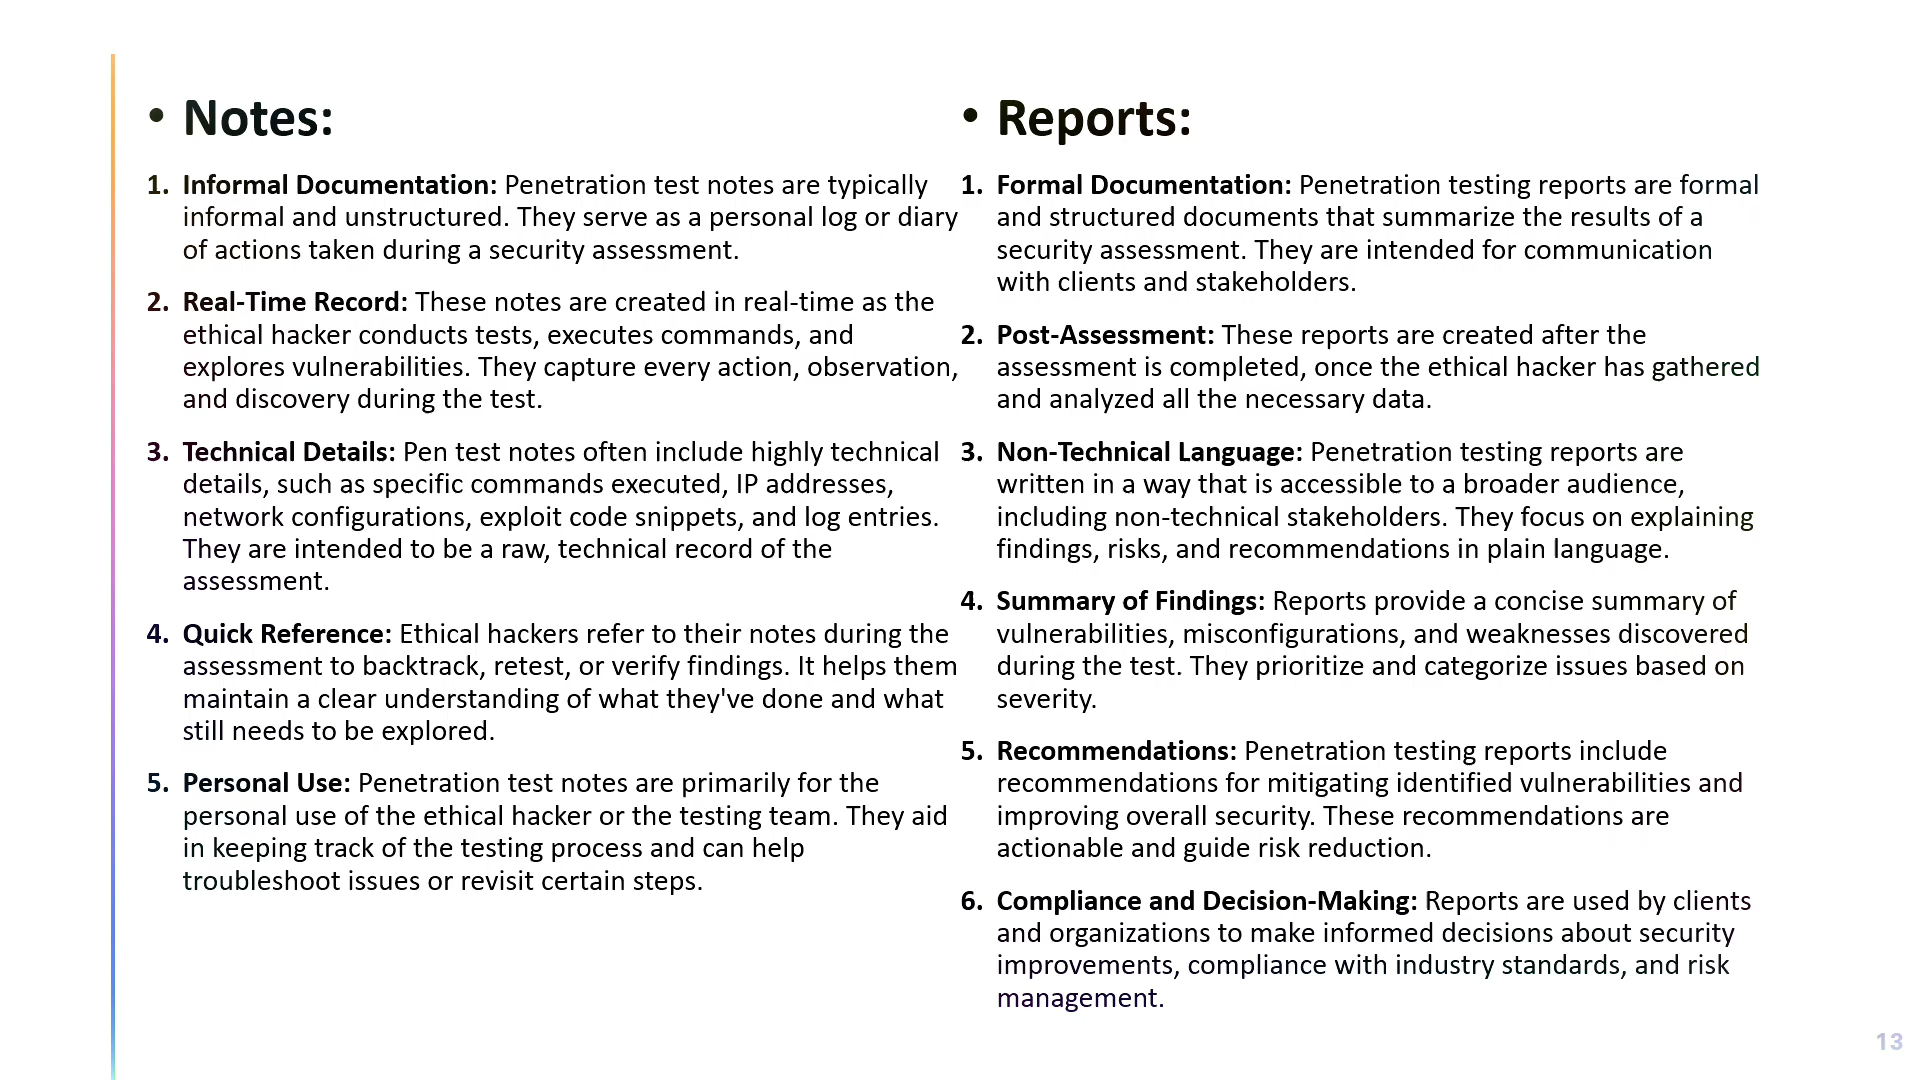 • Notes:
1. Informal Documentation: Penetration test notes are typically
informal and unstructured. They serve as a personal log or diary
of actions taken during a security assessment.
2. Real-Time Record: These notes are created in real-time as the
ethical hacker conducts tests, executes commands, and
explores vulnerabilities. They capture every action, observation,
and discovery during the test.
3. Technical Details: Pen test notes often include highly technical
details, such as specific commands executed, IP addresses,
network configurations, exploit code snippets, and log entries.
They are intended to be a raw, technical record of the
assessment.
4. Quick Reference: Ethical hackers refer to their notes during the
assessment to backtrack, retest, or verify findings. It helps them
maintain a clear understanding of what they've done and what
still needs to be explored.
5. Personal Use: Penetration test notes are primarily for the
personal use of the ethical hacker or the testing team. They aid
in keeping track of the testing process and can help
troubleshoot issues or revisit certain steps.
• Reports:
1. Formal Documentation: Penetration testing reports are formal
and structured documents that summarize the results of a
security assessment. They are intended for communication
with clients and stakeholders.
2. Post-Assessment: These reports are created after the
assessment is completed, once the ethical hacker has gathered
and analyzed all the necessary data.
3. Non-Technical Language: Penetration testing reports are
written in a way that is accessible to a broader audience,
including non-technical stakeholders. They focus on explaining
findings, risks, and recommendations in plain language.
4. Summary of Findings: Reports provide a concise summary of
vulnerabilities, misconfigurations, and weaknesses discovered
during the test. They prioritize and categorize issues based on
severity.
5. Recommendations: Penetration testing reports include
recommendations for mitigating identified vulnerabilities and
improving overall security. These recommendations are
actionable and guide risk reduction.
6. Compliance and Decision-Making: Reports are used by clients
and organizations to make informed decisions about security
improvements, compliance with industry standards, and risk
management.
13